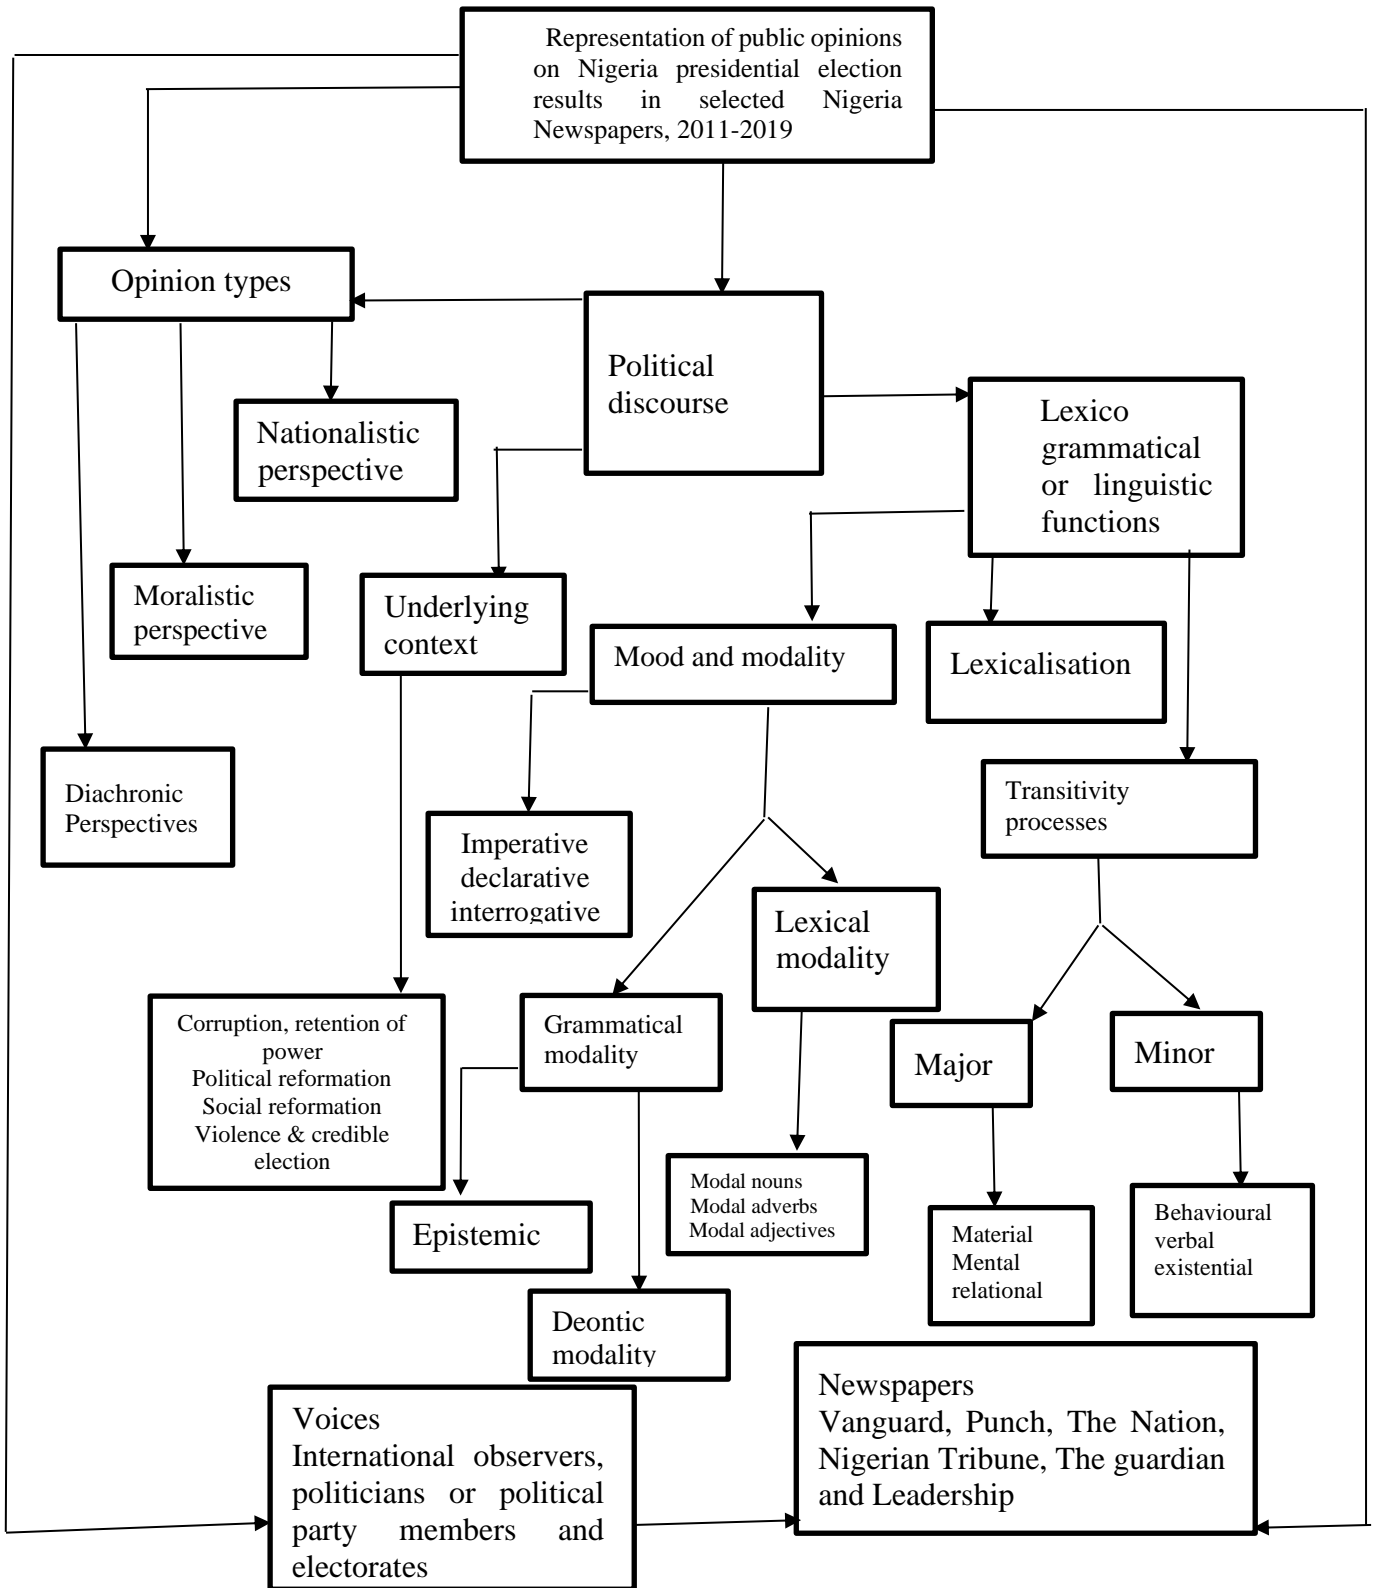 Representation of public opinions
on Nigeria presidential election
results in selected Nigeria
Newspapers, 2011-2019
Opinion types
Political
discourse
Nationalistic
perspective
Lexico
grammatical
or linguistic
functions
Moralistic
perspective
Underlying
context
Mood and modality
Lexicalisation
Diachronic
Perspectives
Imperative
declarative
interrogative
Transitivity
processes
Lexical
modality
Corruption, retention of
power
Political reformation
Social reformation
Violence & credible
election
Grammatical
modality
Major
Minor
Epistemic
Modal nouns
Modal adverbs
Modal adjectives
Material
Mental
relational
Behavioural
verbal
existential
Deontic
modality
Voices
International observers,
politicians or political
party members and
electorates
Newspapers
Vanguard, Punch, The Nation,
Nigerian Tribune, The guardian
and Leadership